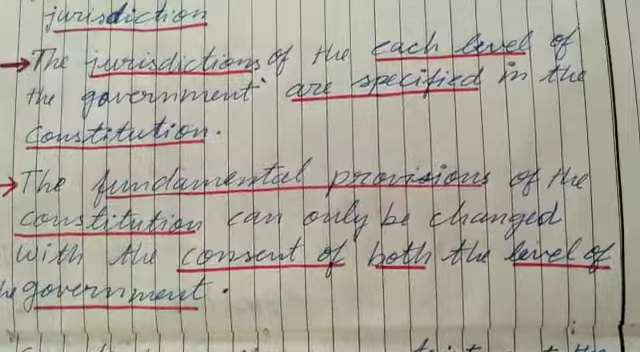 jurisdiction
→ The jurisdictions of the each level of
the government are specified in the
constitution.
→ The fundamental provisions of the
constitution can only be changed
with the consent of both the level of
the government.